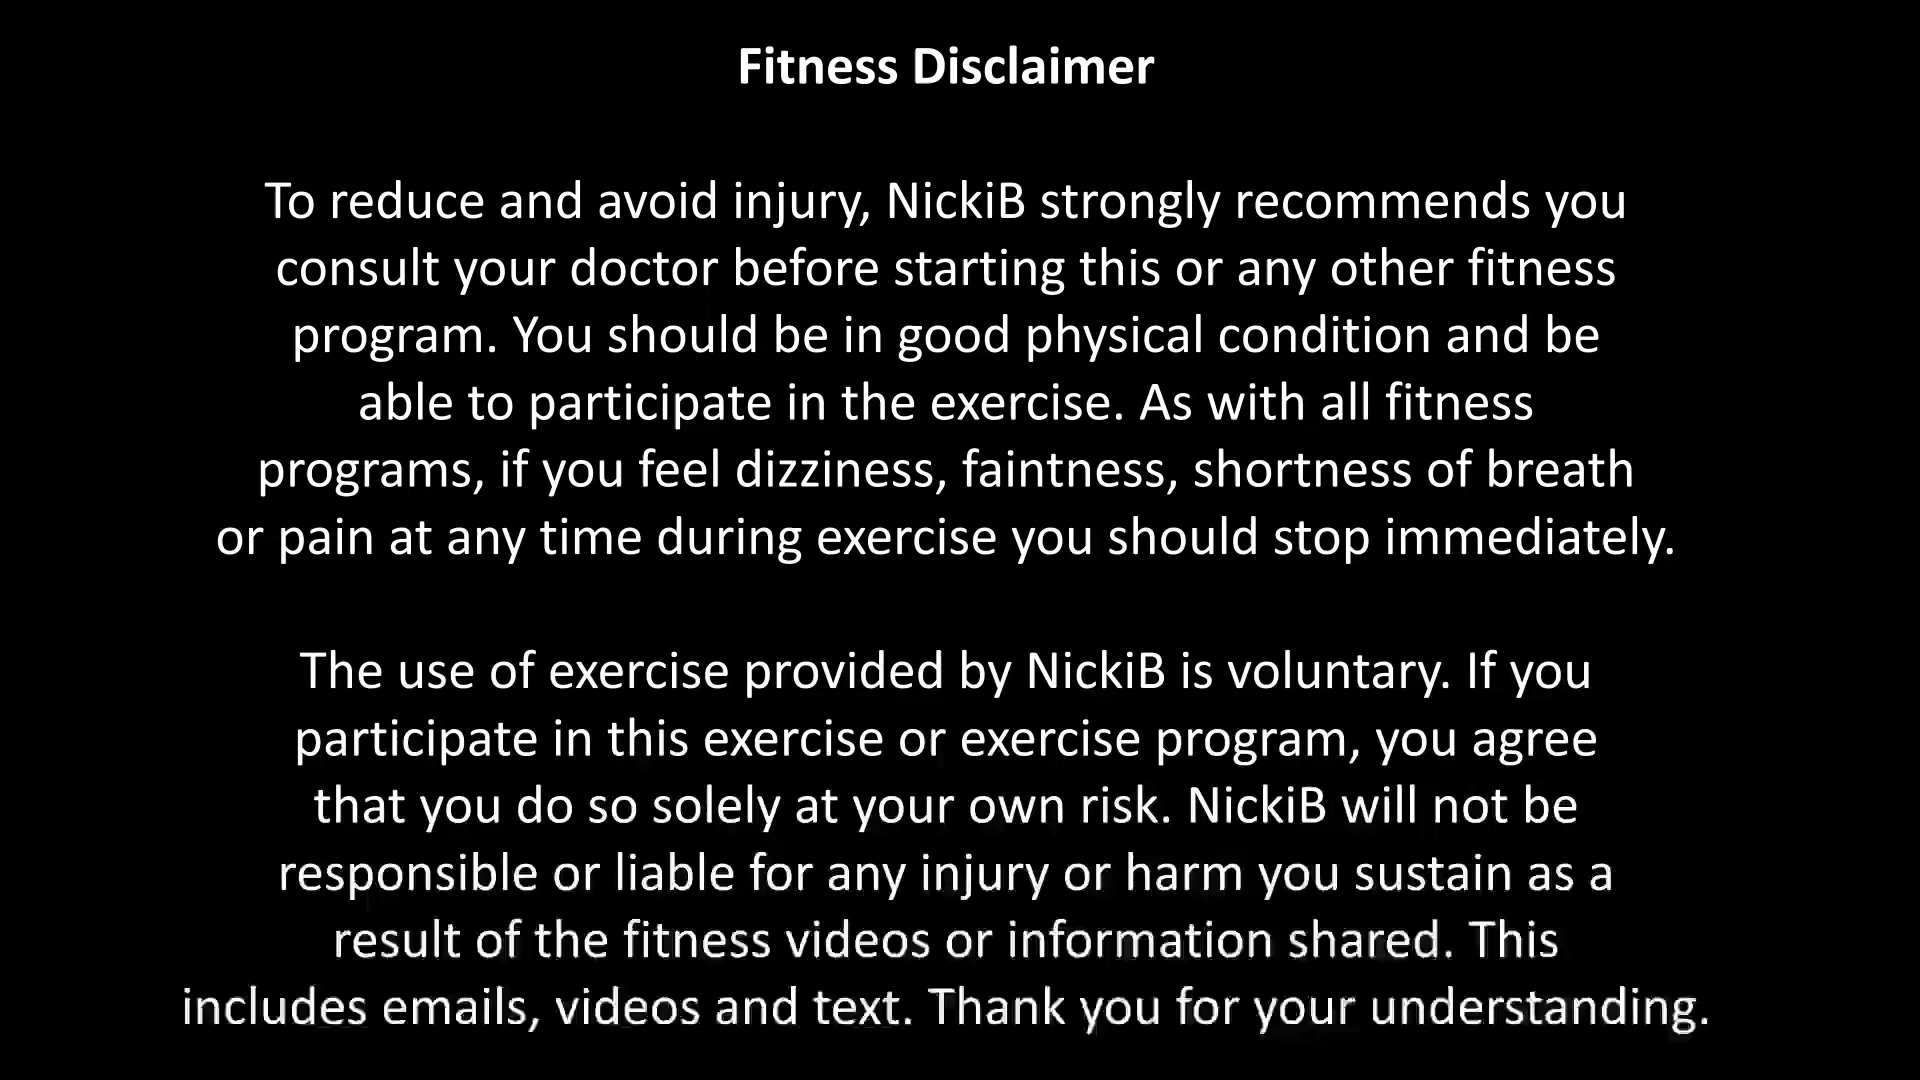 Fitness Disclaimer
To reduce and avoid injury, NickiB strongly recommends you
consult your doctor before starting this or any other fitness
program. You should be in good physical condition and be
able to participate in the exercise. As with all fitness
programs, if you feel dizziness, faintness, shortness of breath
or pain at any time during exercise you should stop immediately.
The use of exercise provided by NickiB is voluntary. If you
participate in this exercise or exercise program, you agree
that you do so solely at your own risk. NickiB will not be
responsible or liable for any injury or harm you sustain as a
result of the fitness videos or information shared. This
includes emails, videos and text. Thank you for your understanding.